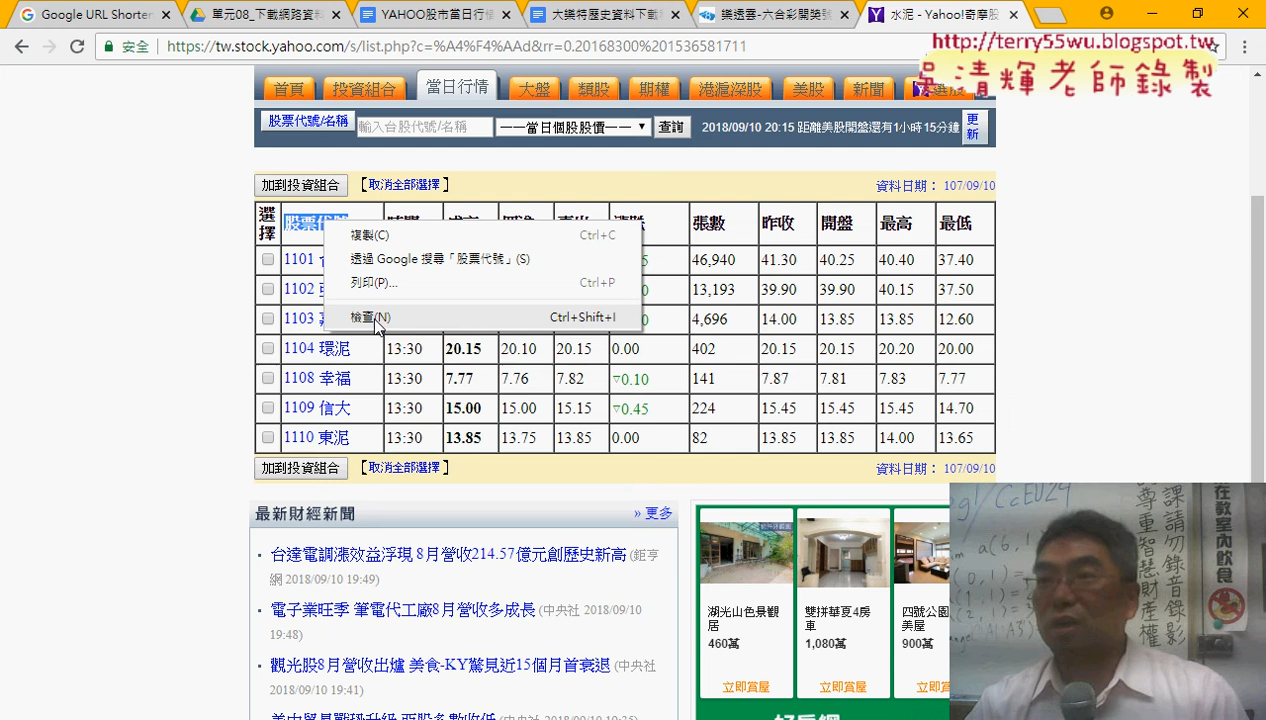 Google URL Shorten
單元08_下載網路資料
YAHOO股市當日行情
大樂特歷史資料下載
樂透雲-六合彩開獎號
水泥 - Yahoo!奇摩股
安全
https://tw.stock.yahoo.com/s/list.php?c=%A4%F4%AAd&rr=0.20168300%201536581711
http://terry55wu.blogspot.tw
吳清輝老師錄製
首頁 投資組合 當日行情 大盤 類股 期權 港滬深股 美股 新聞
股票代號/名稱 輸入台股代號/名稱 ──當日個股股價── 查詢 2018/09/10 20:15 距離美股開盤還有1小時15分鐘 更新
加到投資組合 【取消全部選擇】 資料日期： 107/09/10
選擇 股票代號 張數 昨收 開盤 最高 最低
1101 46,940 41.30 40.25 40.40 37.40
1102 13,193 39.90 39.90 40.15 37.50
1103 4,696 14.00 13.85 13.85 12.60
1104 環泥 13:30 20.15 20.10 20.15 0.00 402 20.15 20.15 20.20 20.00
1108 幸福 13:30 7.77 7.76 7.82 ▽0.10 141 7.87 7.81 7.83 7.77
1109 信大 13:30 15.00 15.00 15.15 ▽0.45 224 15.45 15.45 15.45 14.70
1110 東泥 13:30 13.85 13.75 13.85 0.00 82 13.85 13.85 14.00 13.65
複製(C) Ctrl+C
透過 Google 搜尋「股票代號」(S)
列印(P)... Ctrl+P
檢查(N) Ctrl+Shift+I
加到投資組合 【取消全部選擇】 資料日期： 107/09/10
最新財經新聞 » 更多
台達電調漲效益浮現 8月營收214.57億元創歷史新高 (鉅亨
網 2018/09/10 19:49)
電子業旺季 筆電代工廠8月營收多成長 (中央社 2018/09/10
19:48)
觀光股8月營收出爐 美食-KY驚見近15個月首衰退 (中央社
2018/09/10 19:41)
湖光山色景觀居
460萬
立即賞屋
雙拼華夏4房車
1,080萬
立即賞屋
四號公園
美屋
900萬
立即賞
課請勿錄音錄影
尊重智慧財產權
在教室內飲食